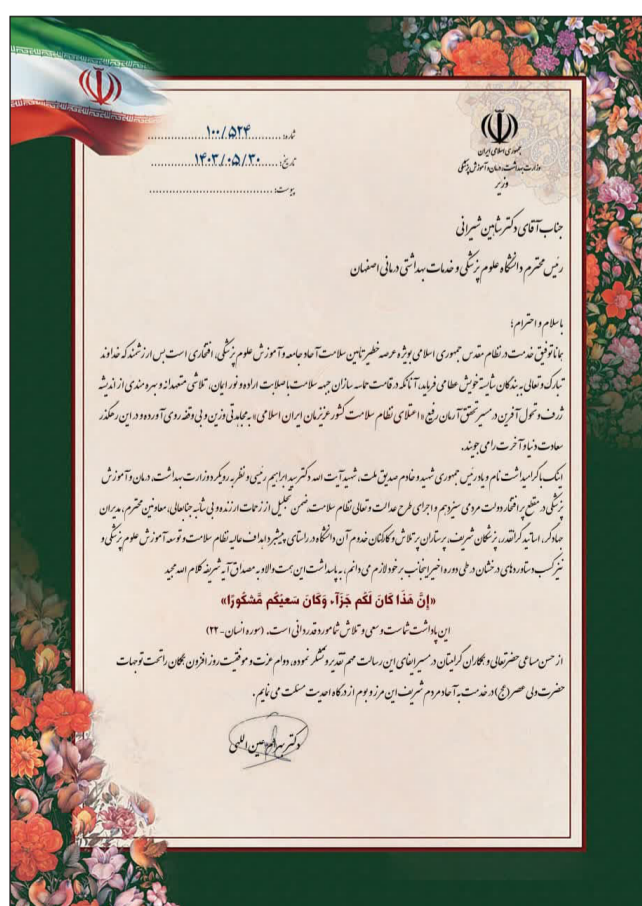 جمهوری اسلامی ایران
وزارت بهداشت، درمان و آموزش پزشکی
وزیر
شماره: ۱۰۰/۵۲۴
تاریخ: ۱۴۰۳/۰۵/۳۰
پیوست:
جناب آقای دکتر شاهین شیرانی
رئیس محترم دانشگاه علوم پزشکی و خدمات بهداشتی درمانی اصفهان
با سلام و احترام؛
همانا توفیق خدمت در نظام مقدس جمهوری اسلامی بویژه عرصه خطیر تأمین سلامت آحاد جامعه و آموزش علوم پزشکی، افتخاری است بس ارزشمند که خداوند
تبارک و تعالی به بندگان شایسته خویش عطا می فرماید، آنانکه در قامت حماسه سازان جبهه سلامت با صلابت اراده و نور ایمان، تلاشی متعهدانه و بهره مندی از اندیشه
ژرف و تحول آفرین در مسیر تحقق آرمان رفیع «اعتلای نظام سلامت کشور عزیزمان ایران اسلامی» به مجاهدتی وزین و بی وقفه روی آورده و در این رهگذر
سعادت دنیا و آخرت را می جویند.
اینک با گرامیداشت نام و یاد رئیس جمهوری شهید و خادم صدیق ملت، شهید آیت الله دکتر سید ابراهیم رئیسی و نظر به رویکرد وزارت بهداشت، درمان و آموزش
پزشکی در مقطع پر افتخار دولت مردمی سیزدهم و اجرای طرح عدالت و تعالی نظام سلامت، ضمن تجلیل از زحمات ارزنده و بی شائبه جنابعالی، معاونین محترم، مدیران
جهادگر، اساتید گرانقدر، پزشکان شریف، پرستاران پر تلاش و کارکنان خدوم آن دانشگاه در راستای پیشبرد اهداف عالیه نظام سلامت و توسعه آموزش علوم پزشکی و
نیز کسب دستاوردهای درخشان در طی دوره اخیر اینجانب بر خود لازم می دانم، به پاسداشت این همت والا و به مصداق آیه شریفه کلام الله مجید
«إِنَّ هَذَا كَانَ لَكُم جَزَآء وَكَانَ سَعيُكُم مَّشكُورًا»
این پاداش شماست و سعی و تلاش شما مورد قدردانی است. (سوره انسان- ۲۲)
از حسن مساعی حضرتعالی و همکاران گرامیتان در مسیر ایفای این رسالت مهم تقدیر و تشکر نموده، دوام عزت و موفقیت روز افزون همگان را تحت توجهات
حضرت ولی عصر (عج) در خدمت به آحاد مردم شریف این مرز و بوم از درگاه احدیت مسئلت می نمایم.
دکتر بهرام عین اللهی